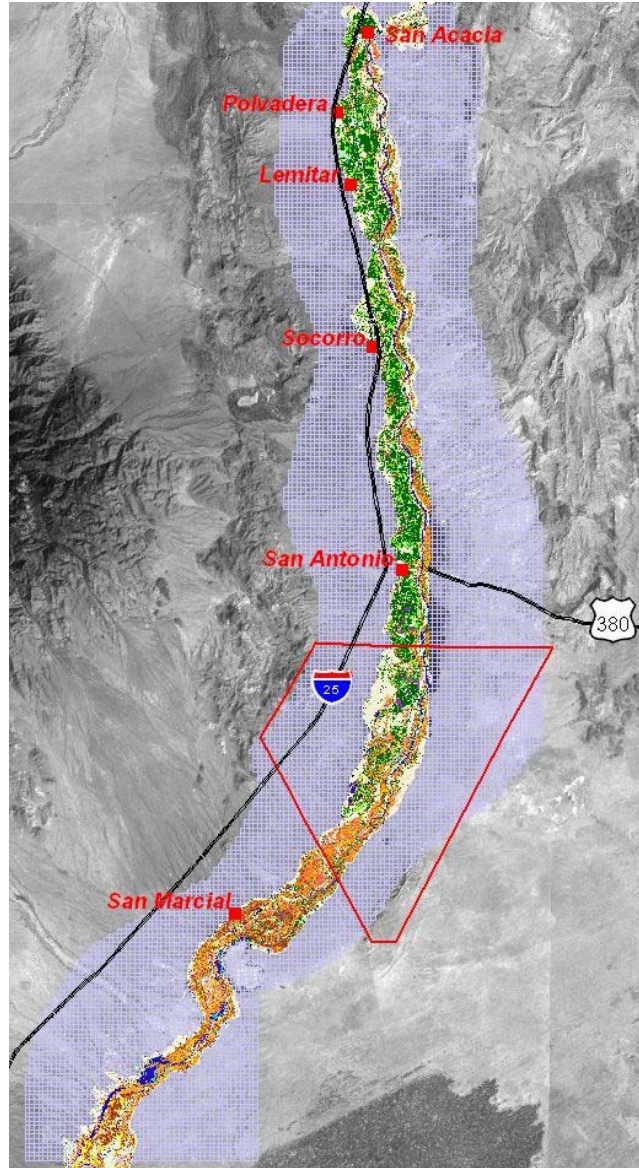 San Acacia
Polvadera
Lemitar
Socorro
San Antonio
380
25
San Marcial